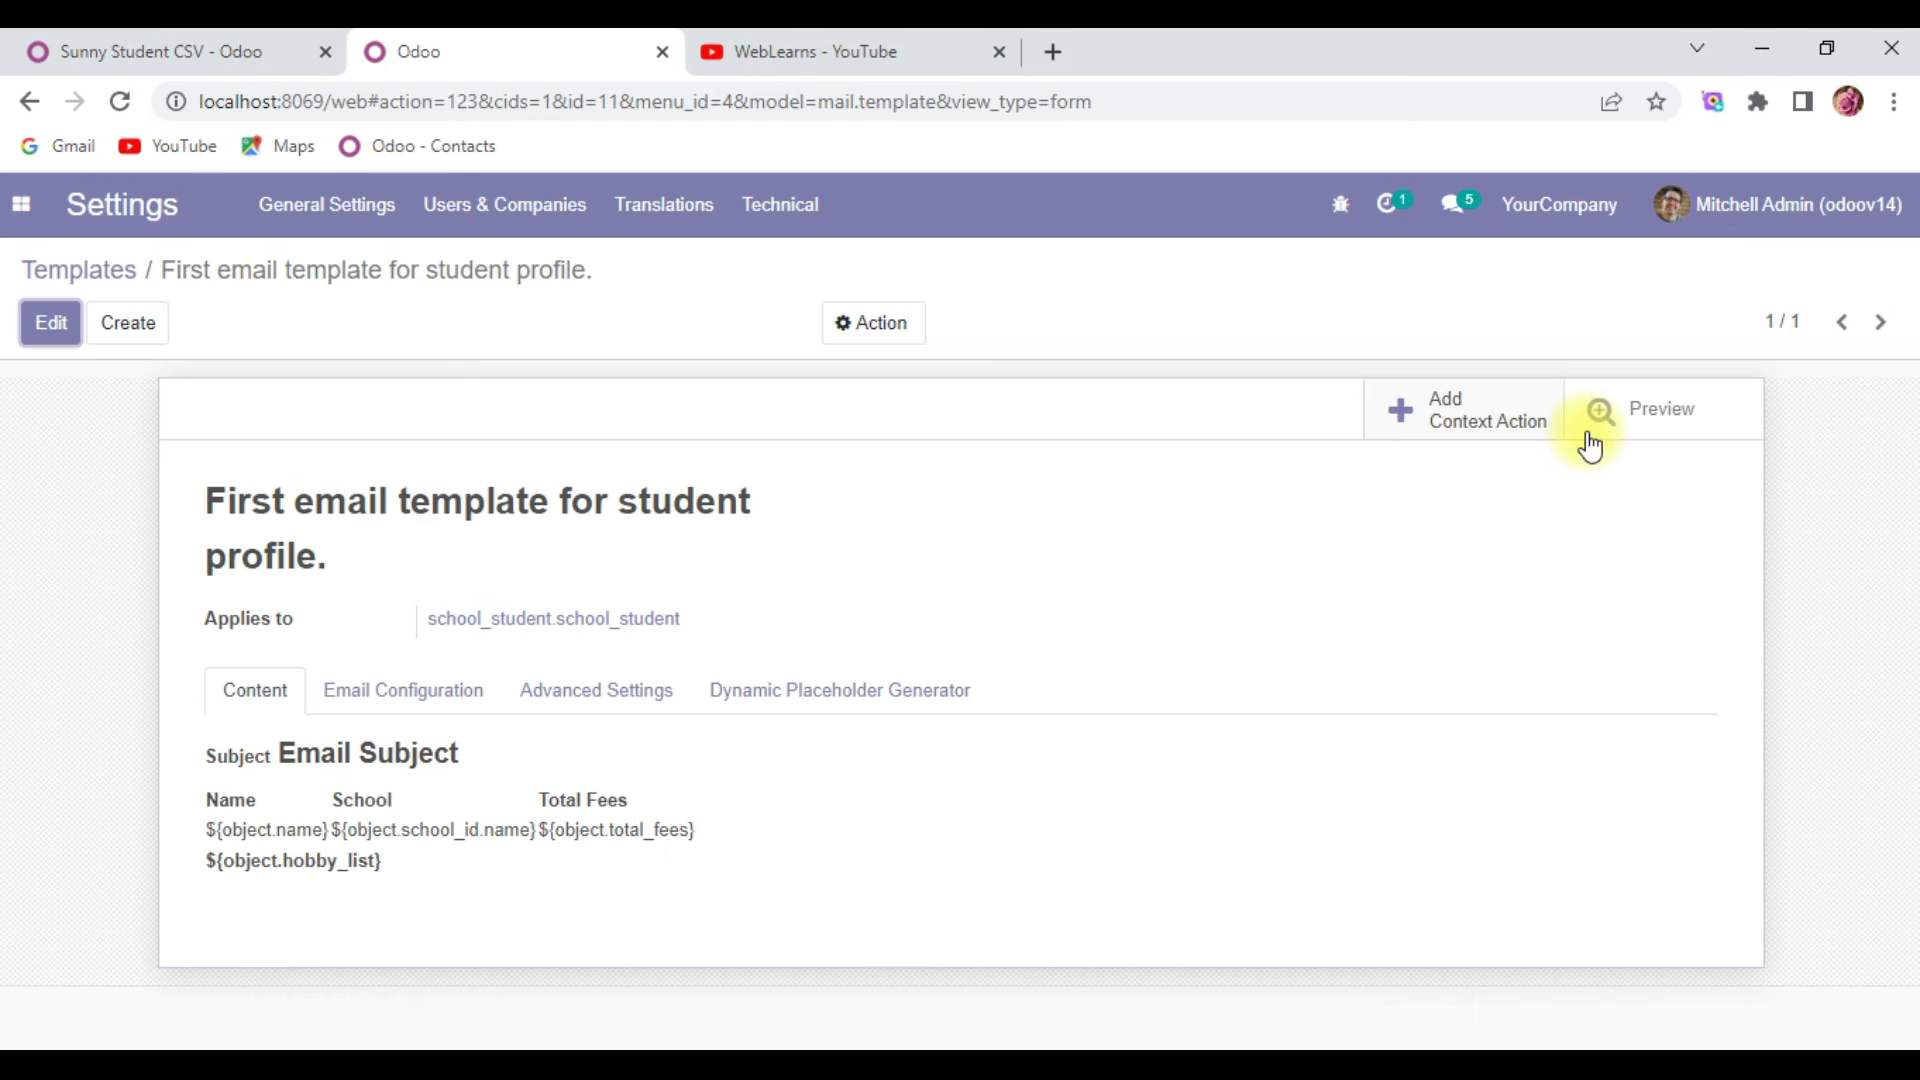 Sunny Student CSV - Odoo
Odoo
WebLearns - YouTube
localhost:8069/web#action=123&cids=1&id=11&menu_id=4&model=mail.template&view_type=form
Gmail YouTube Maps Odoo - Contacts
Settings General Settings Users & Companies Translations Technical 1 5 YourCompany Mitchell Admin (odoov14)
Templates / First email template for student profile.
Edit Create Action 1 / 1
Add
Context Action
Preview
First email template for student
profile.
Applies to school_student.school_student
Content Email Configuration Advanced Settings Dynamic Placeholder Generator
Subject Email Subject
Name School Total Fees
${object.name} ${object.school_id.name} ${object.total_fees}
${object.hobby_list}